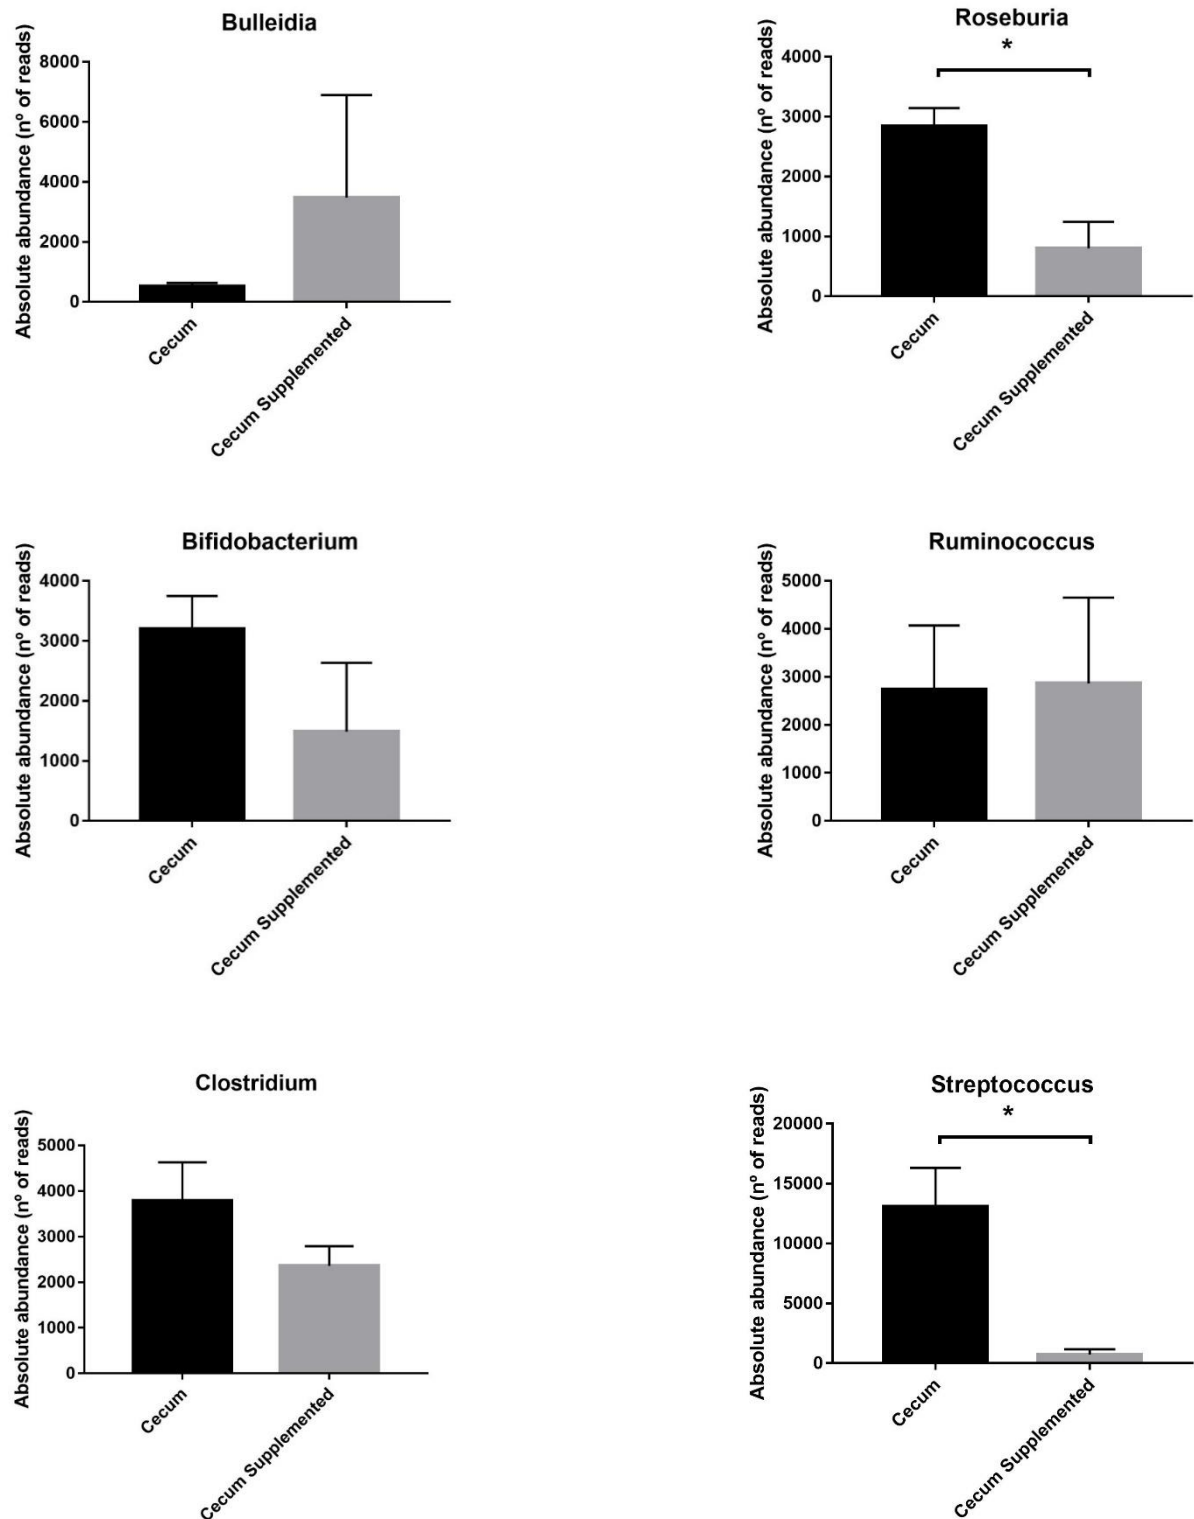 Bulleidia
Absolute abundance (nº of reads)
8000
6000
4000
2000
0
Cecum
Cecum Supplemented
Roseburia
*
Absolute abundance (nº of reads)
4000
3000
2000
1000
0
Cecum
Cecum Supplemented
Bifidobacterium
Absolute abundance (nº of reads)
4000
3000
2000
1000
0
Cecum
Cecum Supplemented
Ruminococcus
Absolute abundance (nº of reads)
5000
4000
3000
2000
1000
0
Cecum
Cecum Supplemented
Clostridium
Absolute abundance (nº of reads)
5000
4000
3000
2000
1000
0
Cecum
Cecum Supplemented
Streptococcus
*
Absolute abundance (nº of reads)
20000
15000
10000
5000
0
Cecum
Cecum Supplemented